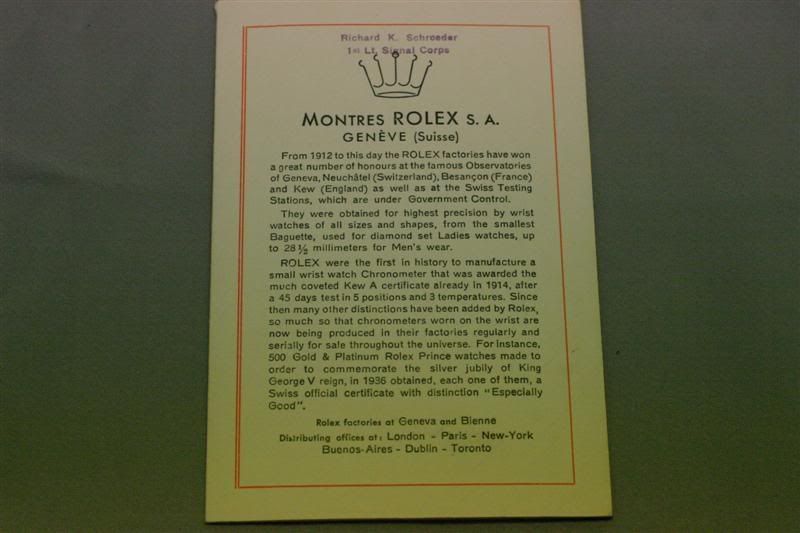 Richard K. Schroeder
1st Lt. Signal Corps
MONTRES ROLEX S. A.
GENÈVE (Suisse)
From 1912 to this day the ROLEX factories have won
a great number of honours at the famous Observatories
of Geneva, Neuchâtel (Switzerland), Besançon (France)
and Kew (England) as well as at the Swiss Testing
Stations, which are under Government Control.
They were obtained for highest precision by wrist
watches of all sizes and shapes, from the smallest
Baguette, used for diamond set Ladies watches, up
to 28 ½ millimeters for Men's wear.
ROLEX were the first in history to manufacture a
small wrist watch Chronometer that was awarded the
much coveted Kew A certificate already in 1914, after
a 45 days test in 5 positions and 3 temperatures. Since
then many other distinctions have been added by Rolex,
so much so that chronometers worn on the wrist are
now being produced in their factories regularly and
serially for sale throughout the universe. For instance,
500 Gold & Platinum Rolex Prince watches made to
order to commemorate the silver jubily of King
George V reign, in 1936 obtained, each one of them, a
Swiss official certificate with distinction "Especially
Good".
Rolex factories at Geneva and Bienne
Distributing offices at: London - Paris - New-York
Buenos-Aires - Dublin - Toronto